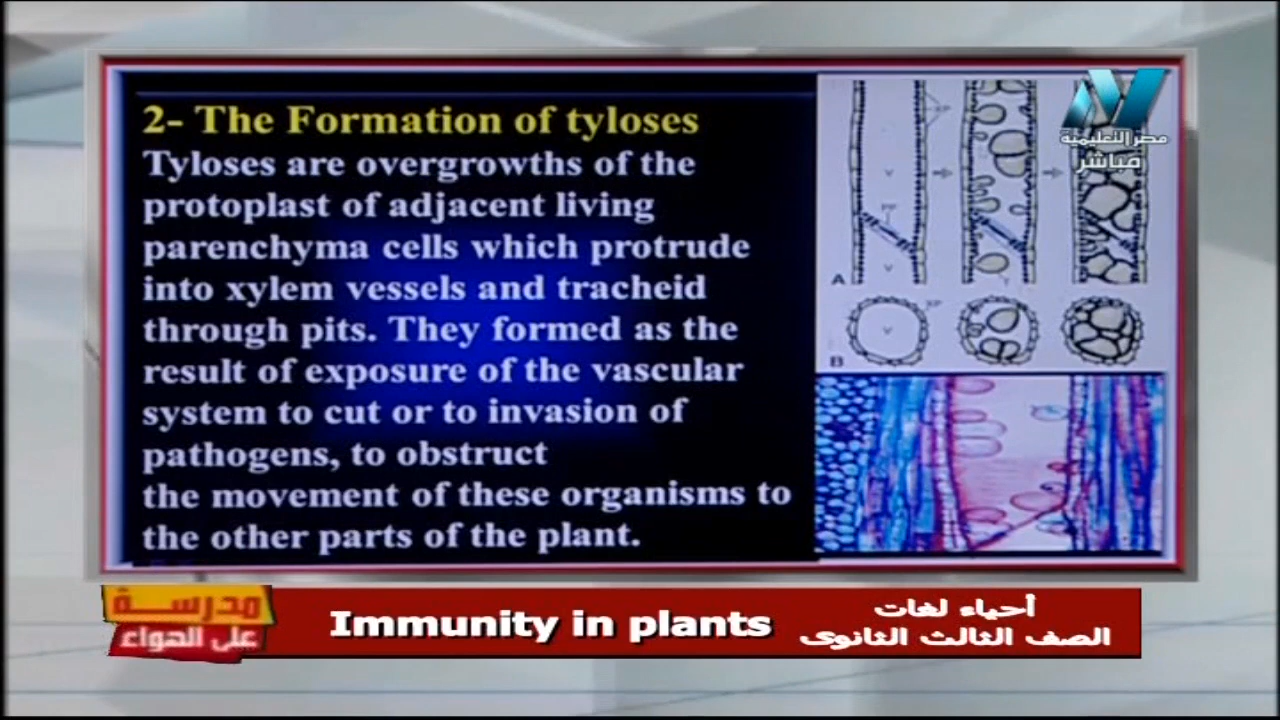 2- The Formation of tyloses
Tyloses are overgrowths of the
protoplast of adjacent living
parenchyma cells which protrude
into xylem vessels and tracheid
through pits. They formed as the
result of exposure of the vascular
system to cut or to invasion of
pathogens, to obstruct
the movement of these organisms to
the other parts of the plant.
A
B
مصر التعليمية
مباشر
مدرسة
على الهواء
Immunity in plants
أحياء لغات
الصف الثالث الثانوى